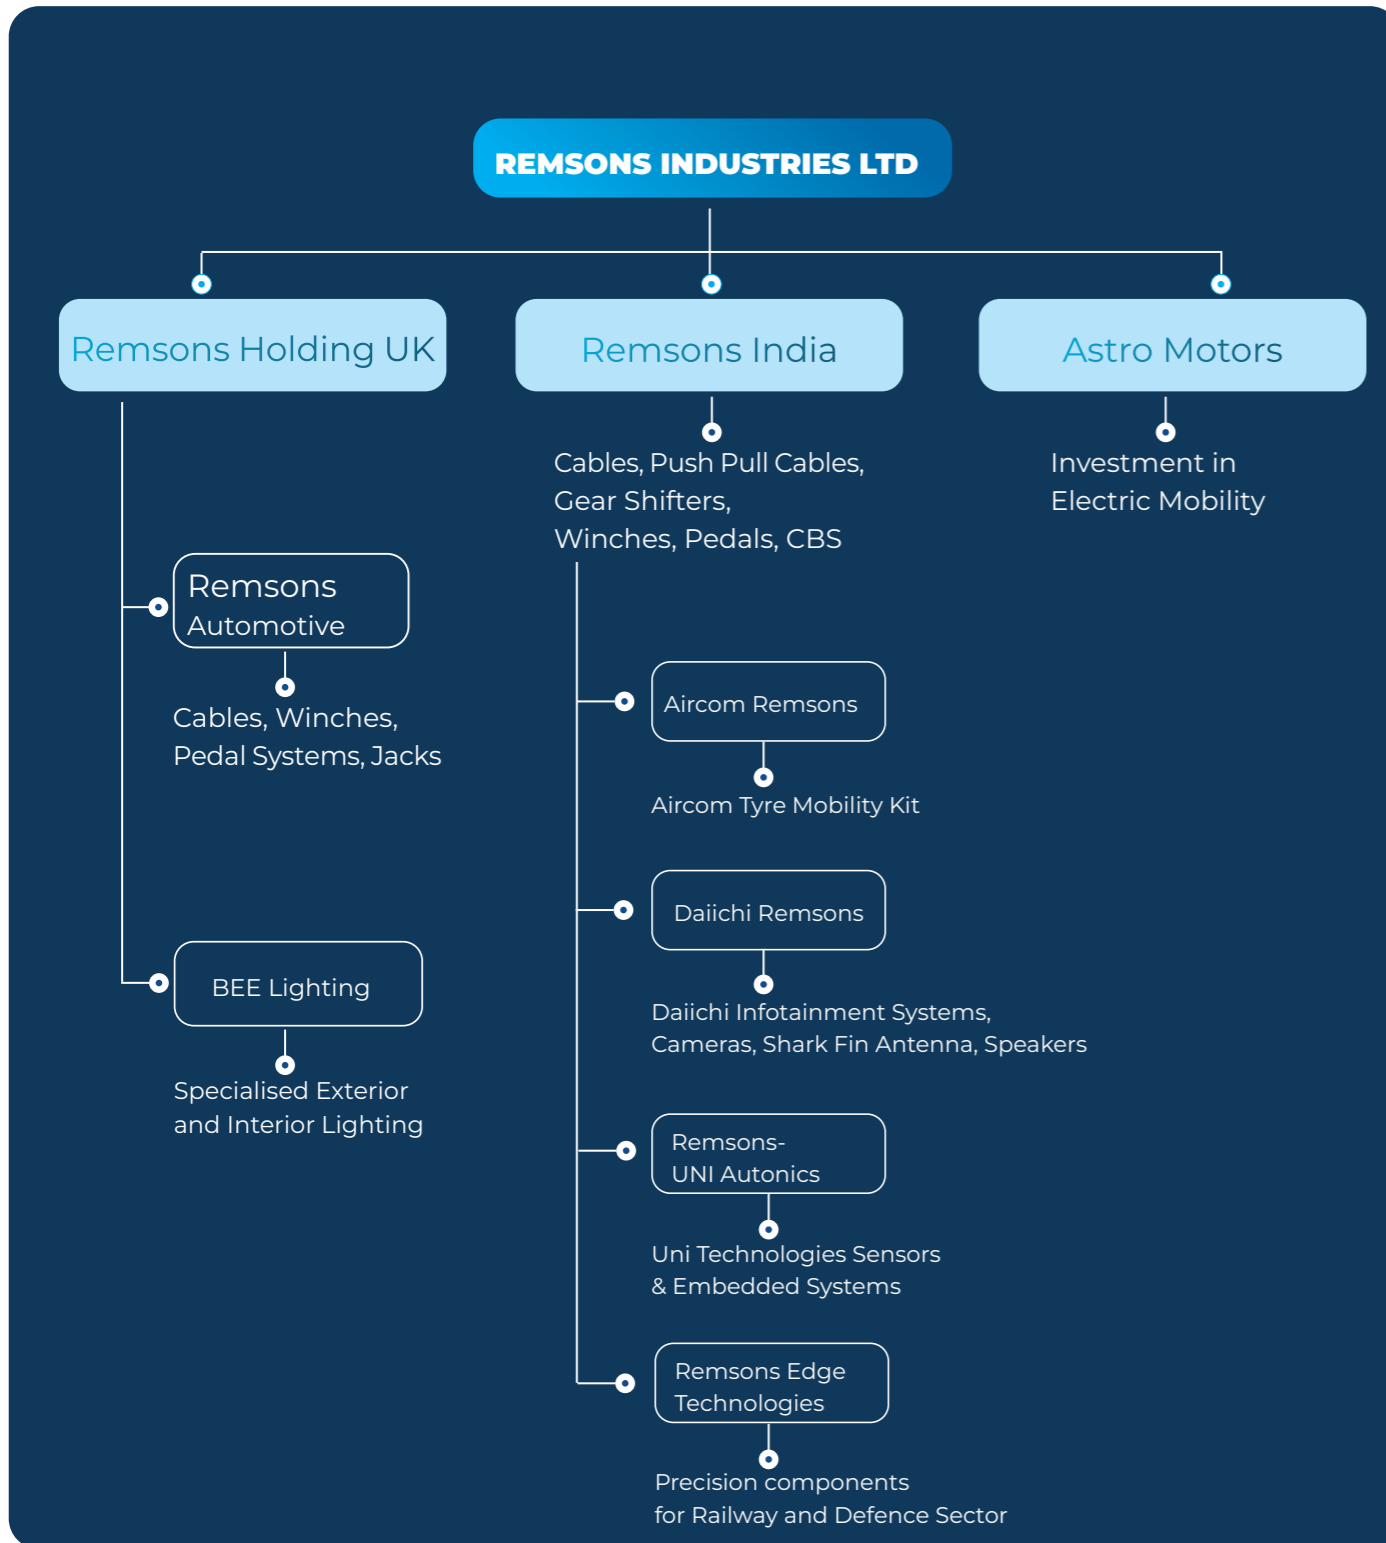 REMSONS INDUSTRIES LTD
Remsons Holding UK
Remsons India
Astro Motors
Cables, Push Pull Cables,
Gear Shifters,
Winches, Pedals, CBS
Investment in
Electric Mobility
Remsons
Automotive
Cables, Winches,
Pedal Systems, Jacks
BEE Lighting
Specialised Exterior
and Interior Lighting
Aircom Remsons
Aircom Tyre Mobility Kit
Daiichi Remsons
Daiichi Infotainment Systems,
Cameras, Shark Fin Antenna, Speakers
Remsons-
UNI Autonics
Uni Technologies Sensors
& Embedded Systems
Remsons Edge
Technologies
Precision components
for Railway and Defence Sector